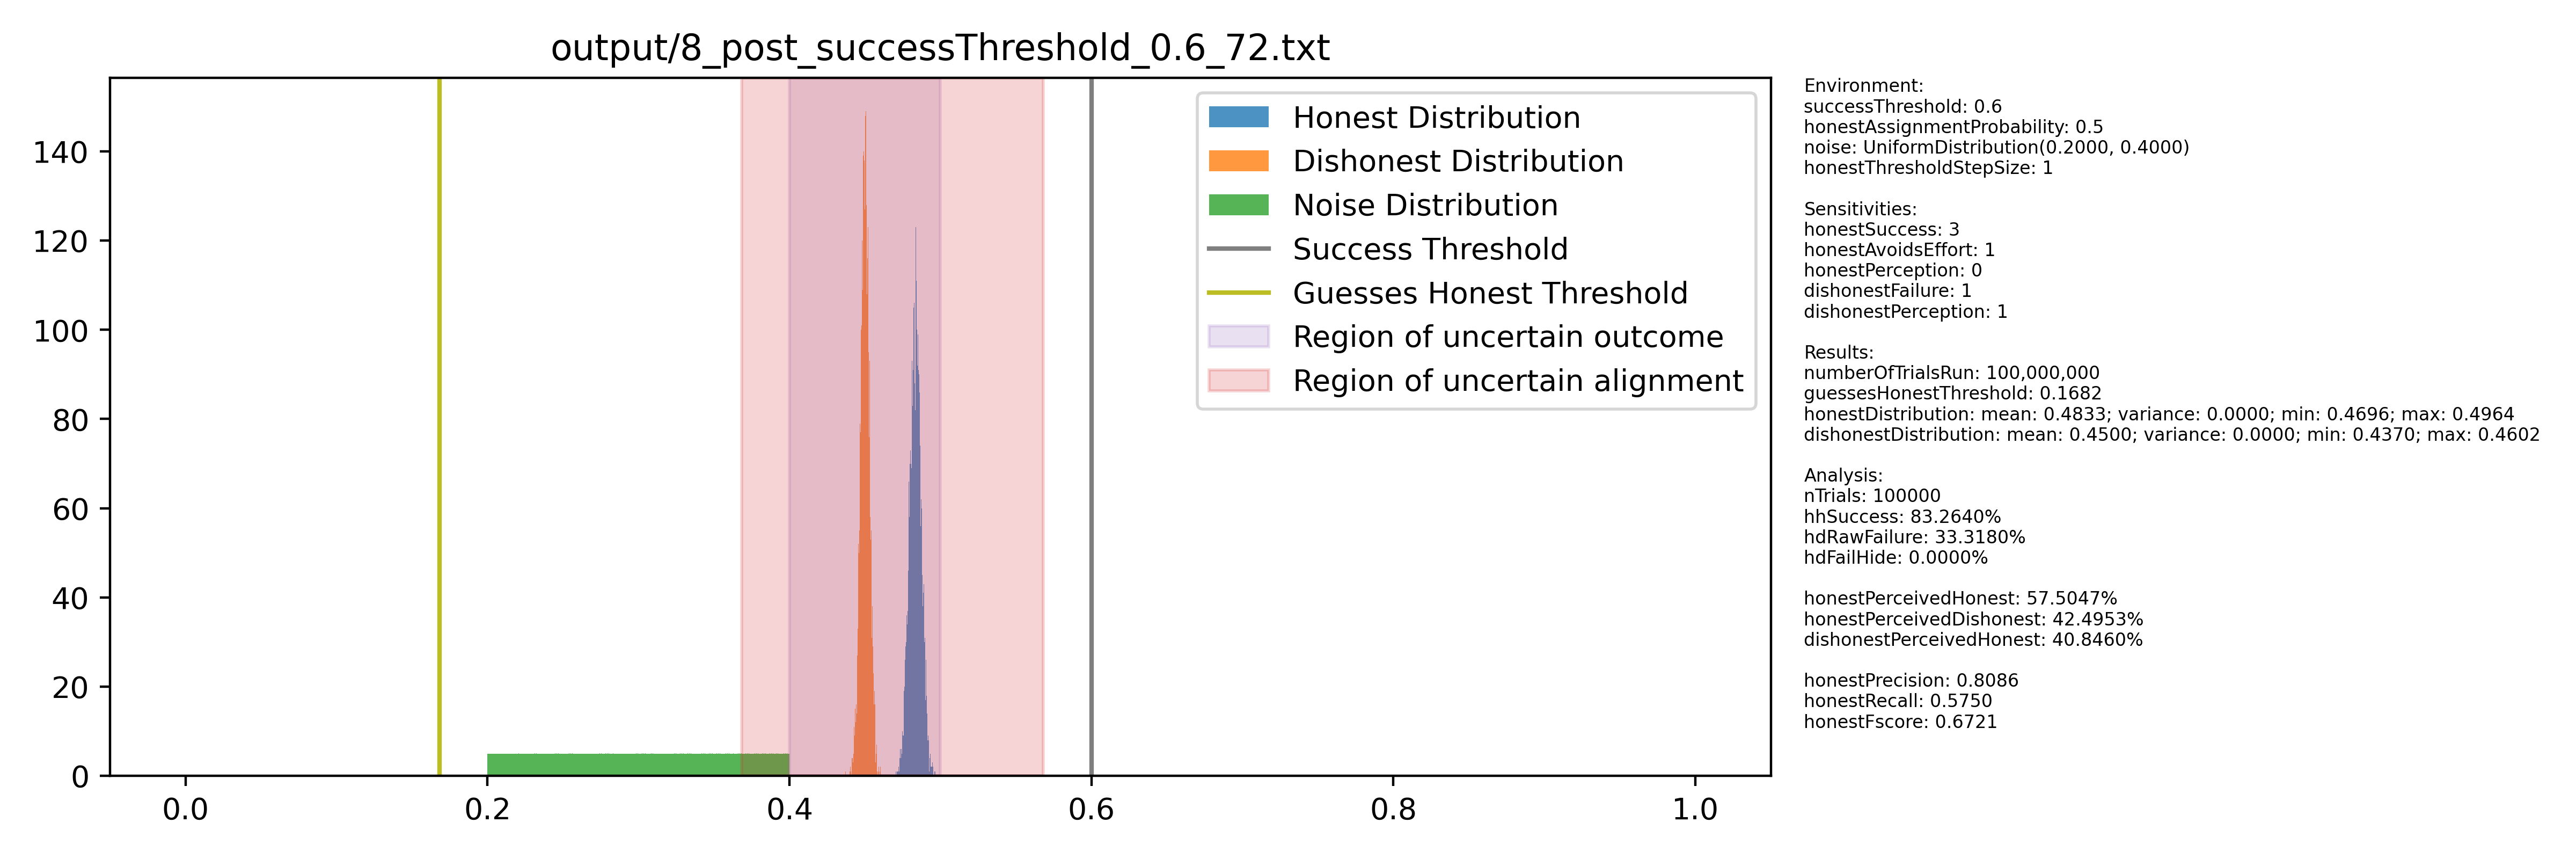 output/8_post_successThreshold_0.6_72.txt
140
120
100
80
60
40
20
0
0.0
0.2
0.4
0.6
0.8
1.0
Honest Distribution
Dishonest Distribution
Noise Distribution
Success Threshold
Guesses Honest Threshold
Region of uncertain outcome
Region of uncertain alignment
Environment:
successThreshold: 0.6
honestAssignmentProbability: 0.5
noise: UniformDistribution(0.2000, 0.4000)
honestThresholdStepSize: 1
Sensitivities:
honestSuccess: 3
honestAvoidsEffort: 1
honestPerception: 0
dishonestFailure: 1
dishonestPerception: 1
Results:
numberOfTrialsRun: 100,000,000
guessesHonestThreshold: 0.1682
honestDistribution: mean: 0.4833; variance: 0.0000; min: 0.4696; max: 0.4964
dishonestDistribution: mean: 0.4500; variance: 0.0000; min: 0.4370; max: 0.4602
Analysis:
nTrials: 100000
hhSuccess: 83.2640%
hdRawFailure: 33.3180%
hdFailHide: 0.0000%
honestPerceivedHonest: 57.5047%
honestPerceivedDishonest: 42.4953%
dishonestPerceivedHonest: 40.8460%
honestPrecision: 0.8086
honestRecall: 0.5750
honestFscore: 0.6721